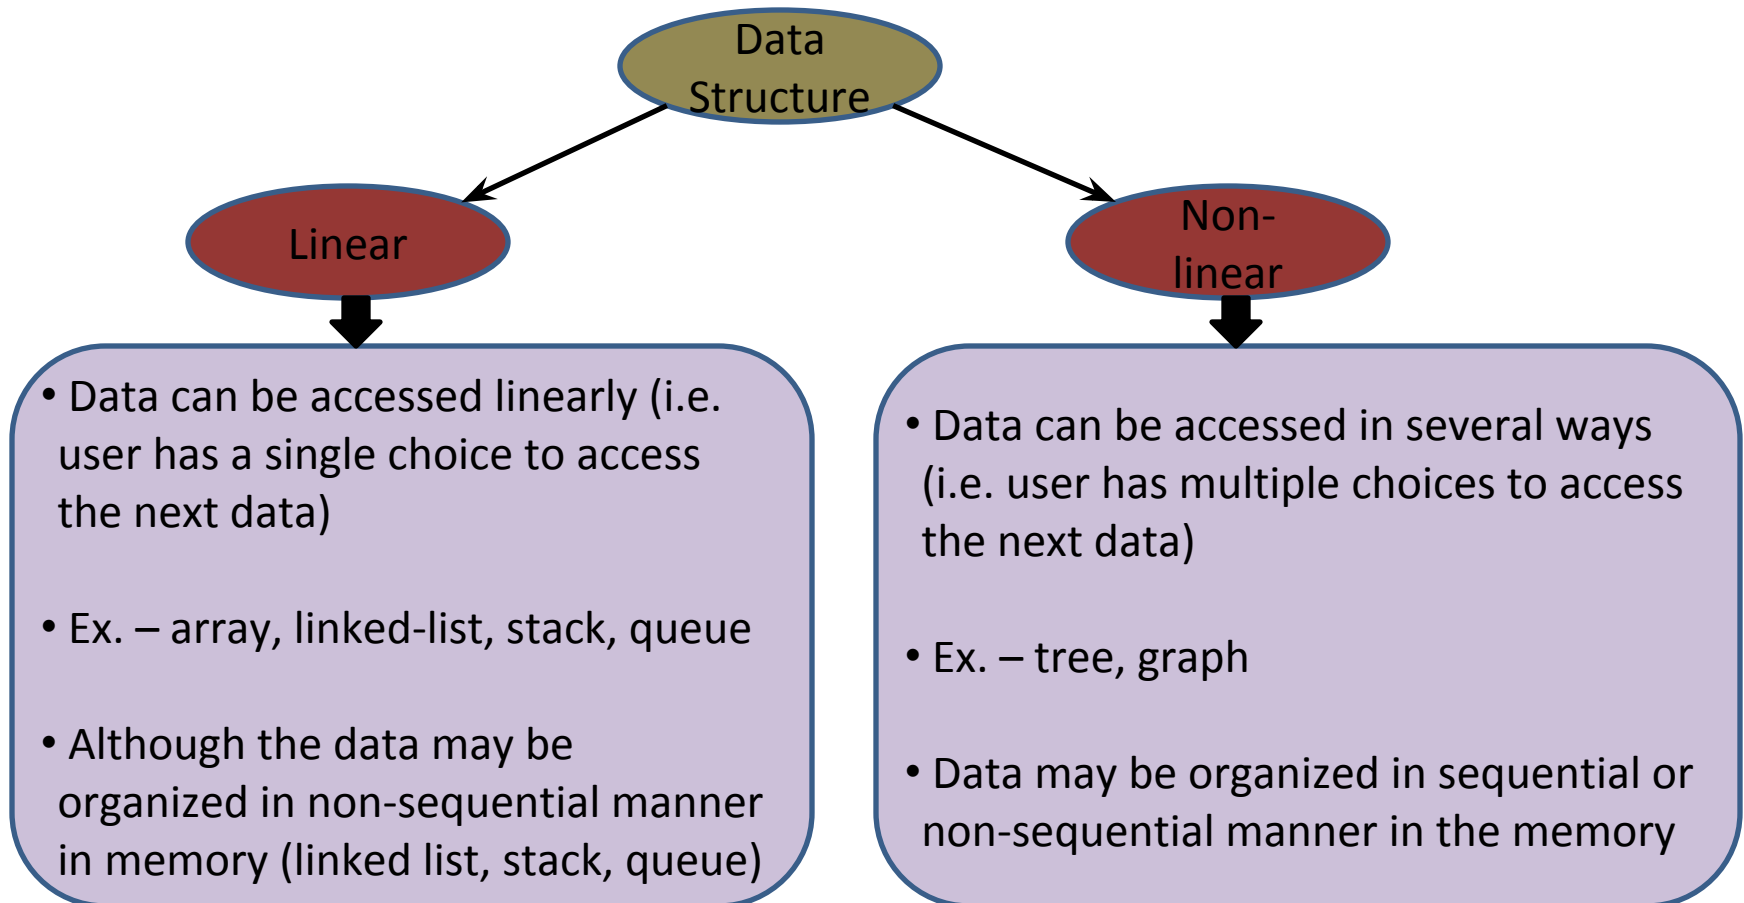 Data
Structure
Linear
Non-
linear
• Data can be accessed linearly (i.e.
user has a single choice to access
the next data)
• Ex. – array, linked-list, stack, queue
• Although the data may be
organized in non-sequential manner
in memory (linked list, stack, queue)
• Data can be accessed in several ways
(i.e. user has multiple choices to access
the next data)
• Ex. – tree, graph
• Data may be organized in sequential or
non-sequential manner in the memory